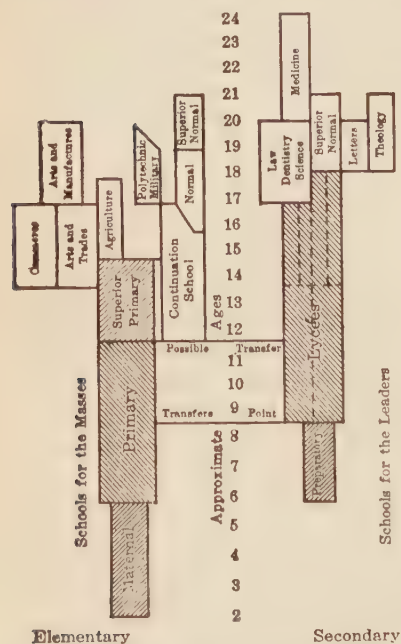 24
23
22
21
20
19
18
17
16
15
14
13
12
11
10
9
8
7
6
5
4
3
2
Ages
Approximate
Schools for the Masses
Commerce
Arts and
Trades
Arts and
Manufactures
Agriculture
Polytechnic
Military
Normal
Superior
Normal
Continuation
School
Superior
Primary
Primary
Maternal
Possible Transfer
Transfers Point
Medicine
Law
Dentistry
Science
Superior
Normal
Letters
Theology
Lycées
Preparatory
Schools for the Leaders
Elementary
Secondary